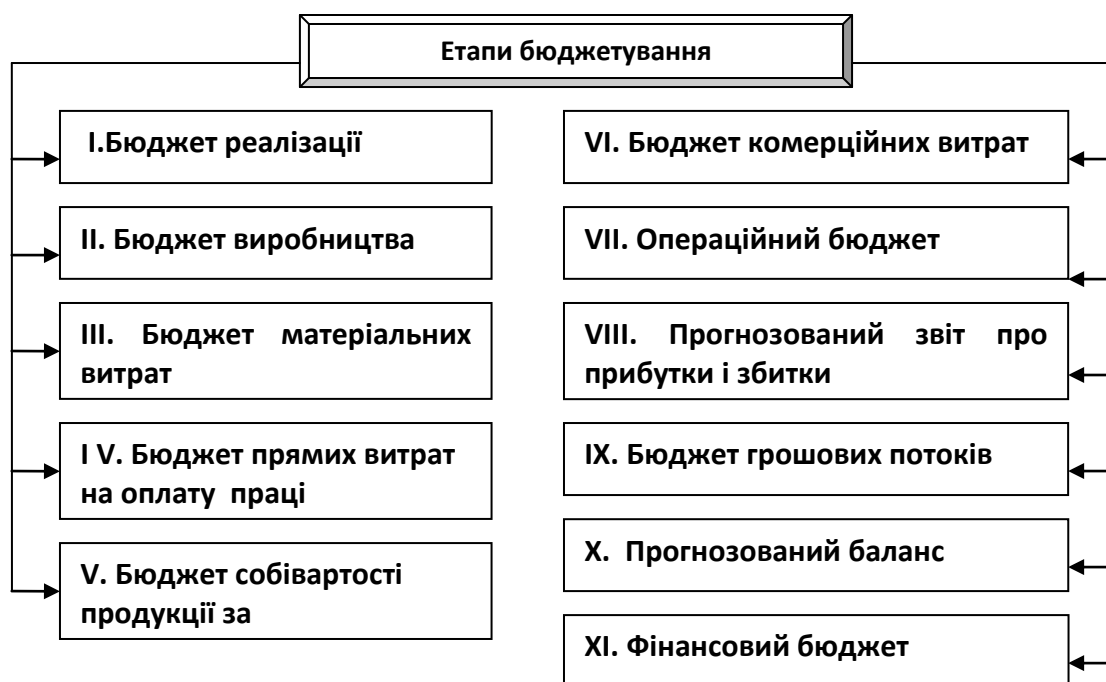 Етапи бюджетування
I.Бюджет реалізації
II. Бюджет виробництва
III. Бюджет матеріальних
витрат
I V. Бюджет прямих витрат
на оплату праці
V. Бюджет собівартості
продукції за
VI. Бюджет комерційних витрат
VII. Операційний бюджет
VIII. Прогнозований звіт про
прибутки і збитки
IX. Бюджет грошових потоків
X. Прогнозований баланс
XI. Фінансовий бюджет